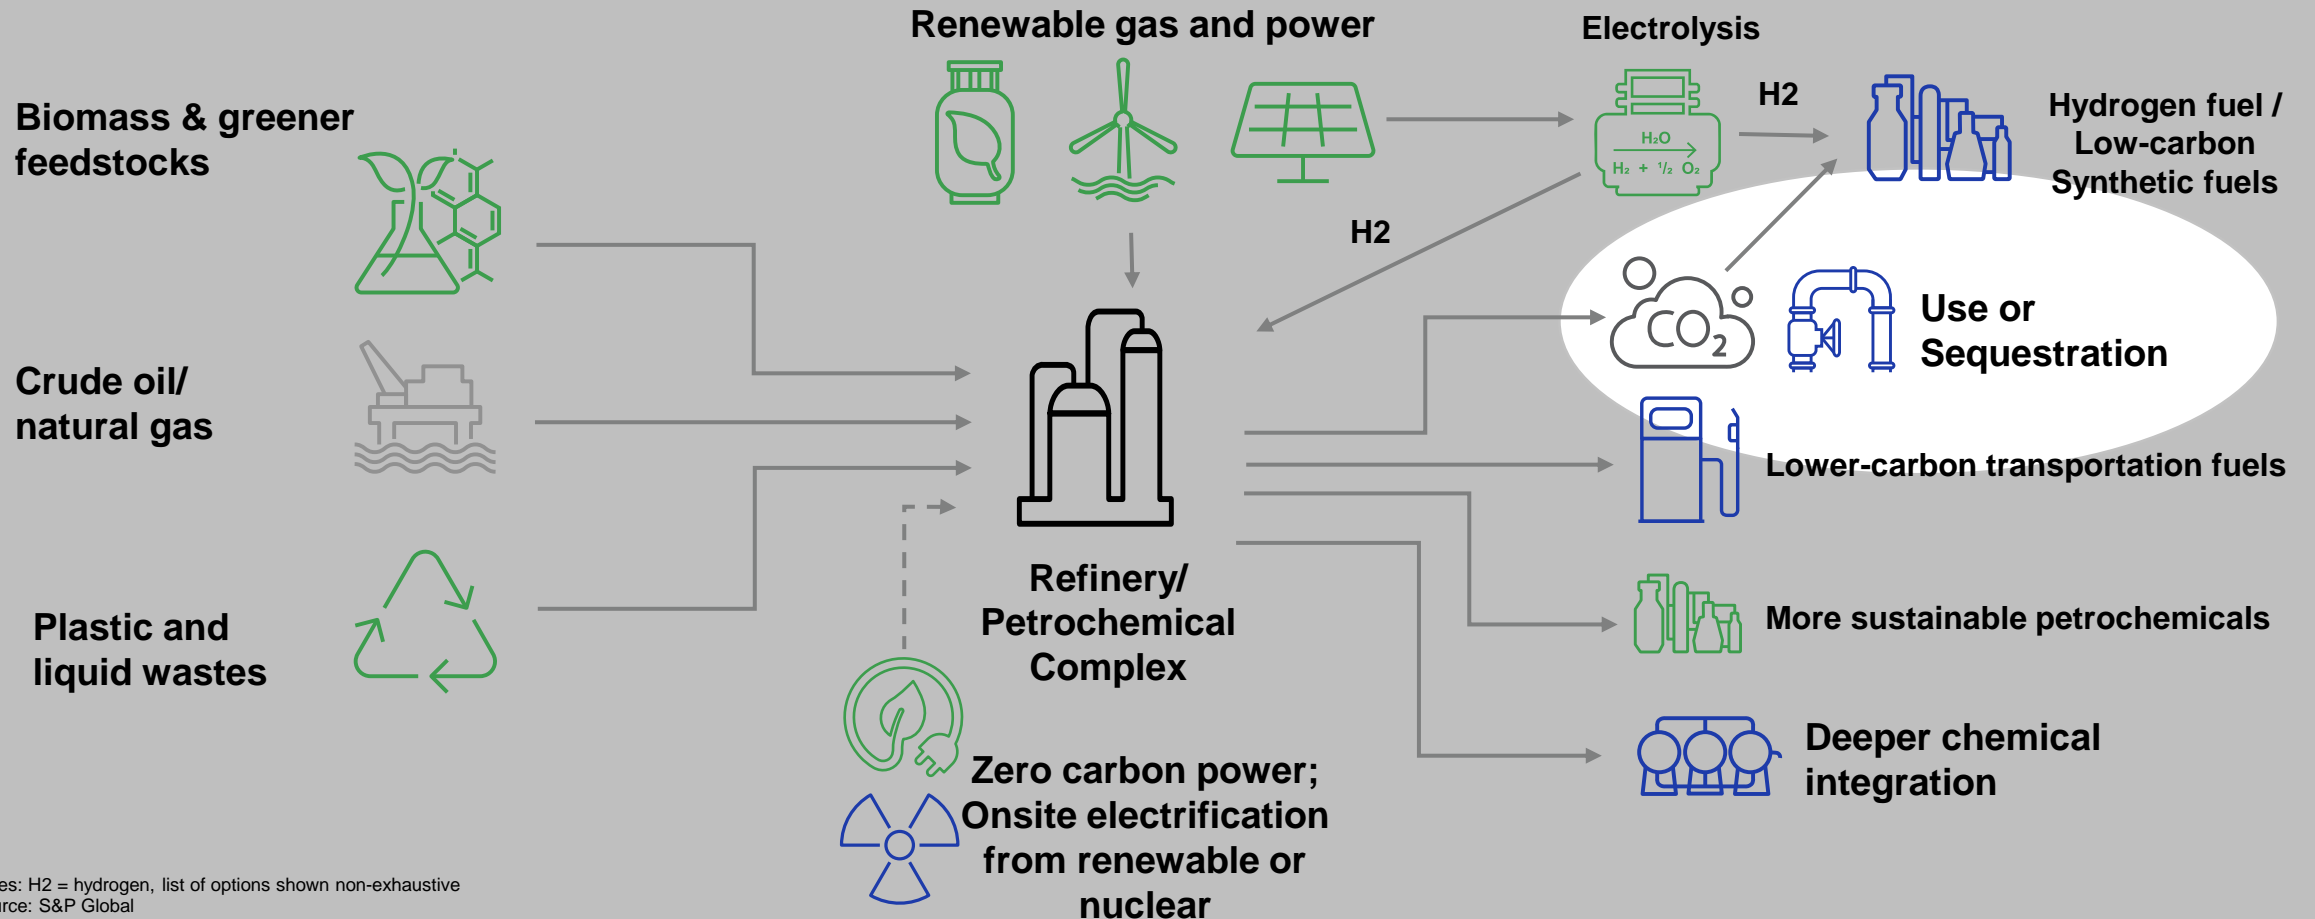 Renewable gas and power
Electrolysis
Biomass & greener
feedstocks
H2
Hydrogen fuel /
Low-carbon
Synthetic fuels
H₂O
H₂ + ¹/₂ O₂
H2
CO₂
Use or
Sequestration
Crude oil/
natural gas
Lower-carbon transportation fuels
Refinery/
Petrochemical
Complex
Plastic and
liquid wastes
More sustainable petrochemicals
Deeper chemical
integration
Zero carbon power;
Onsite electrification
from renewable or
nuclear
es: H2 = hydrogen, list of options shown non-exhaustive
urce: S&P Global